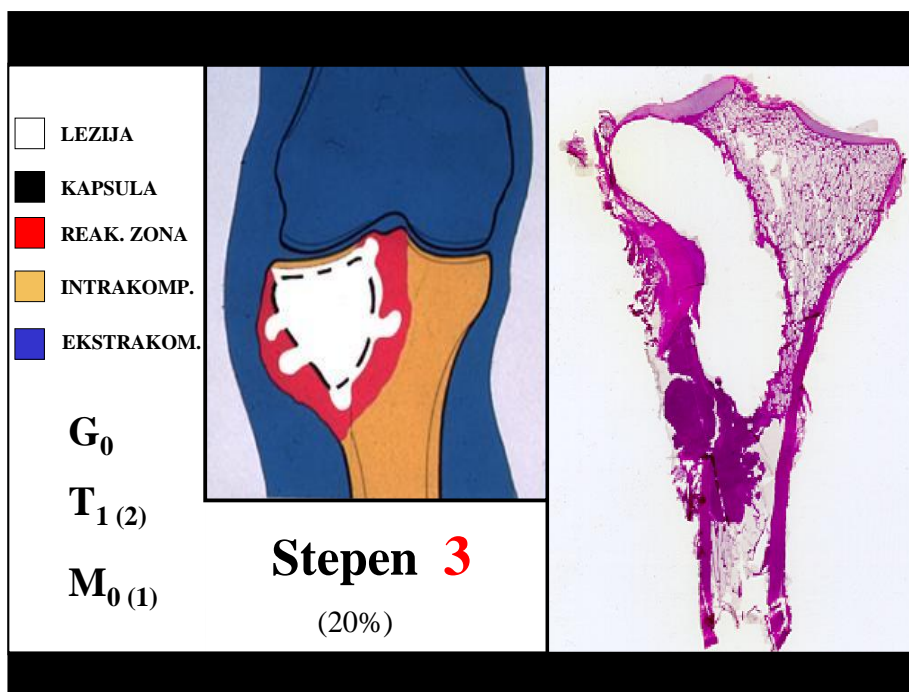 LEZIJA
KAPSULA
REAK. ZONA
INTRAKOMP.
EKSTRAKOM.
G0
T1 (2)
M0 (1)
Stepen 3
(20%)